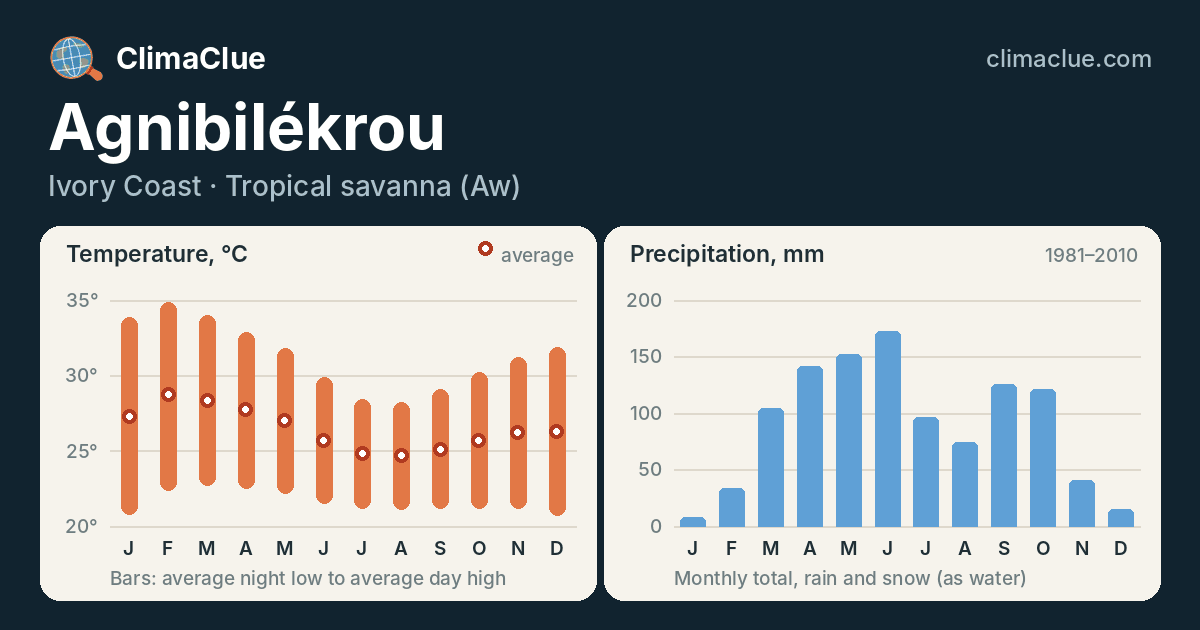 ClimaClue
climaclue.com
Agnibilékrou
Ivory Coast · Tropical savanna (Aw)
Temperature, °C
average
35°
30°
25°
20°
J F M A M J J A S O N D
Bars: average night low to average day high
Precipitation, mm
1981–2010
200
150
100
50
0
J F M A M J J A S O N D
Monthly total, rain and snow (as water)